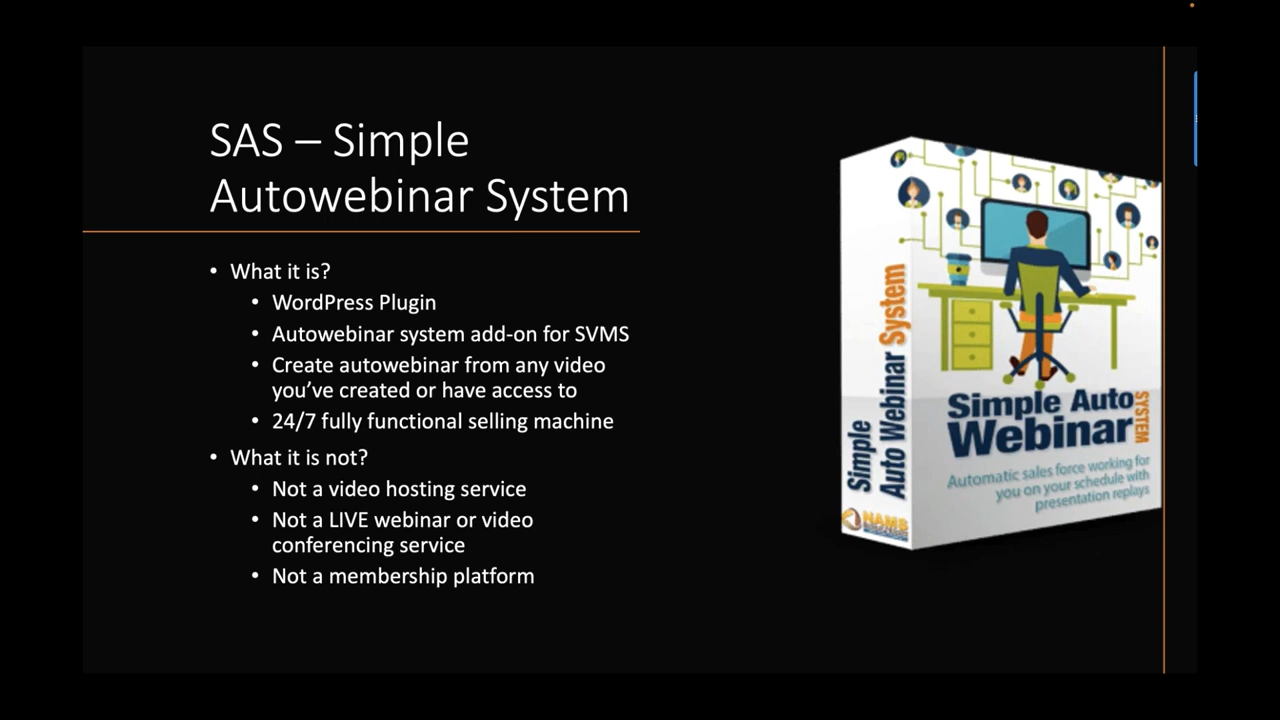 SAS – Simple
Autowebinar System
• What it is?
• WordPress Plugin
• Autowebinar system add-on for SVMS
• Create autowebinar from any video
you’ve created or have access to
• 24/7 fully functional selling machine
• What it is not?
• Not a video hosting service
• Not a LIVE webinar or video
conferencing service
• Not a membership platform
Simple
Auto Webinar System
NAMS
Simple Auto
Webinar
SYSTEM
Automatic sales force working for
you on your schedule with
presentation replays